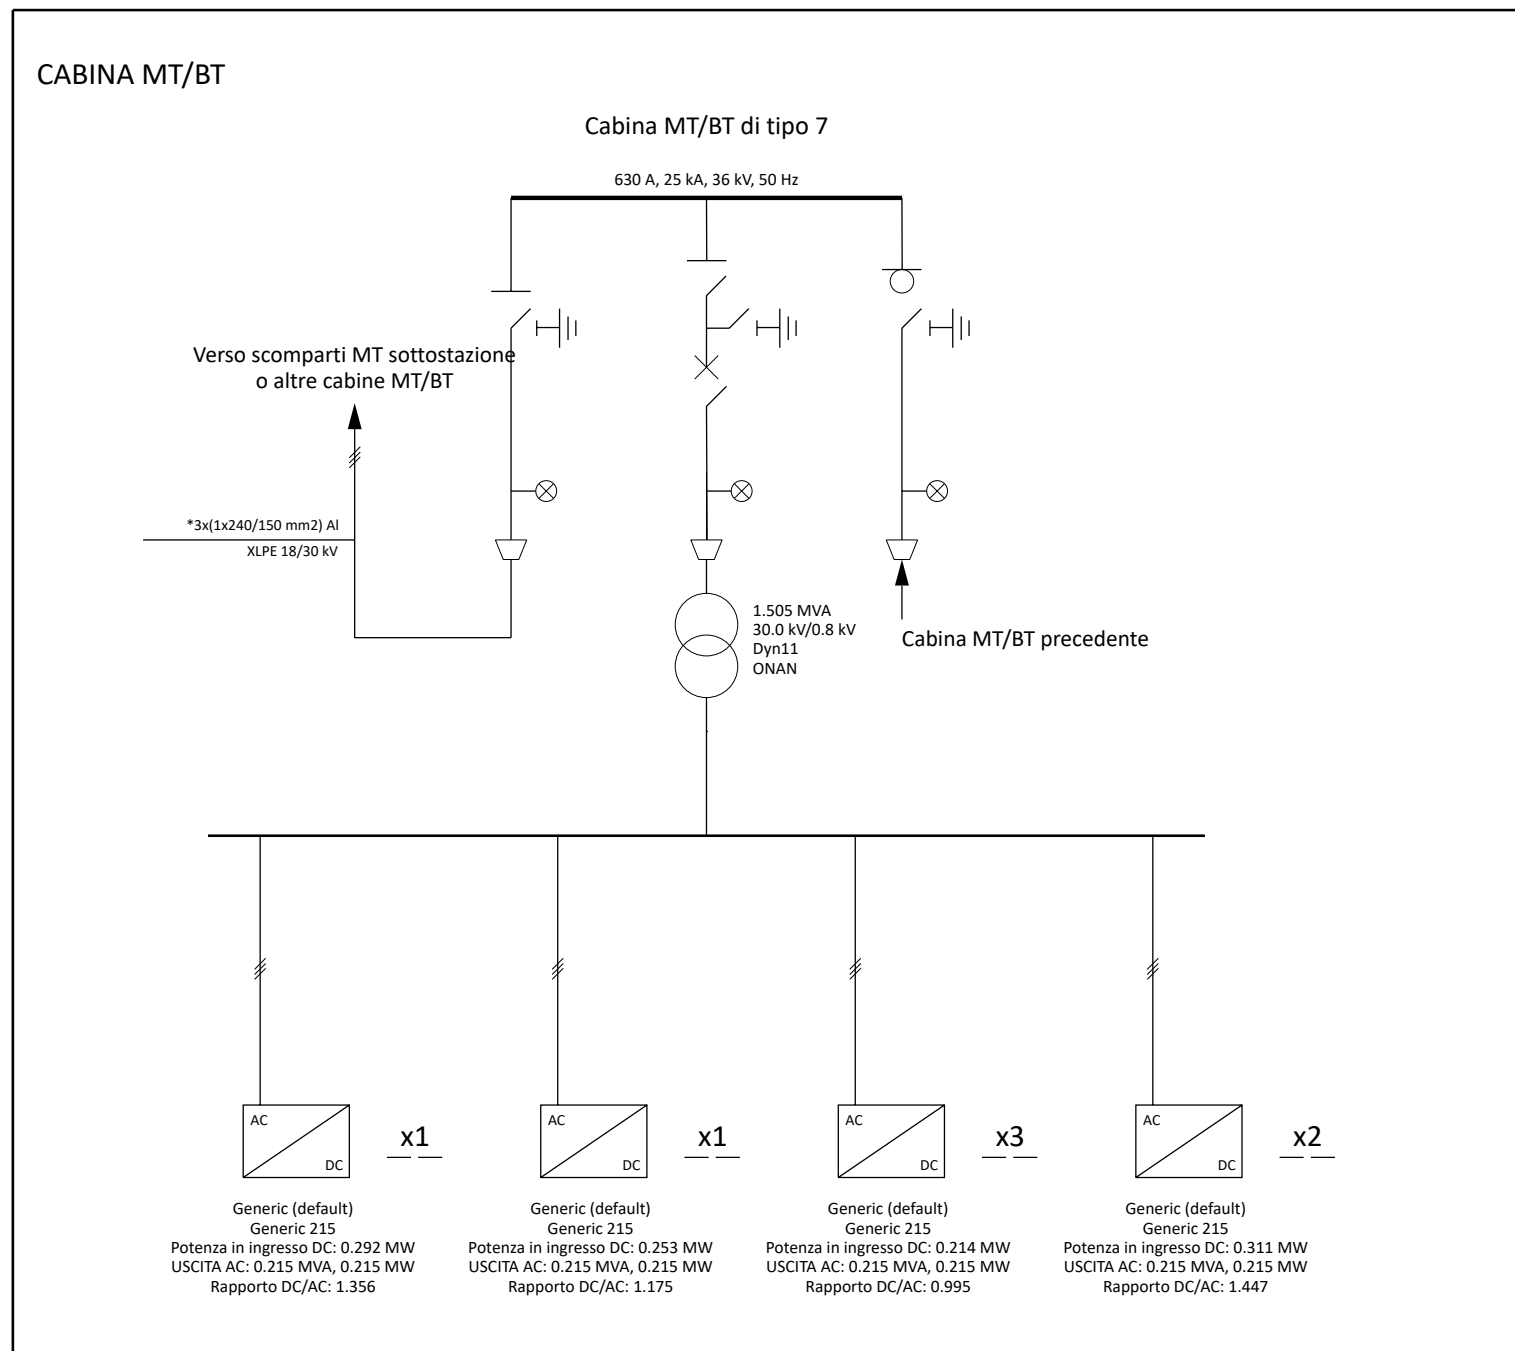 CABINA MT/BT
Cabina MT/BT di tipo 7
630 A, 25 kA, 36 kV, 50 Hz
Verso scomparti MT sottostazione
o altre cabine MT/BT
*3x(1x240/150 mm2) Al
XLPE 18/30 kV
1.505 MVA
30.0 kV/0.8 kV
Dyn11
ONAN
Cabina MT/BT precedente
AC
DC
x1
Generic (default)
Generic 215
Potenza in ingresso DC: 0.292 MW
USCITA AC: 0.215 MVA, 0.215 MW
Rapporto DC/AC: 1.356
AC
DC
x1
Generic (default)
Generic 215
Potenza in ingresso DC: 0.253 MW
USCITA AC: 0.215 MVA, 0.215 MW
Rapporto DC/AC: 1.175
AC
DC
x3
Generic (default)
Generic 215
Potenza in ingresso DC: 0.214 MW
USCITA AC: 0.215 MVA, 0.215 MW
Rapporto DC/AC: 0.995
AC
DC
x2
Generic (default)
Generic 215
Potenza in ingresso DC: 0.311 MW
USCITA AC: 0.215 MVA, 0.215 MW
Rapporto DC/AC: 1.447